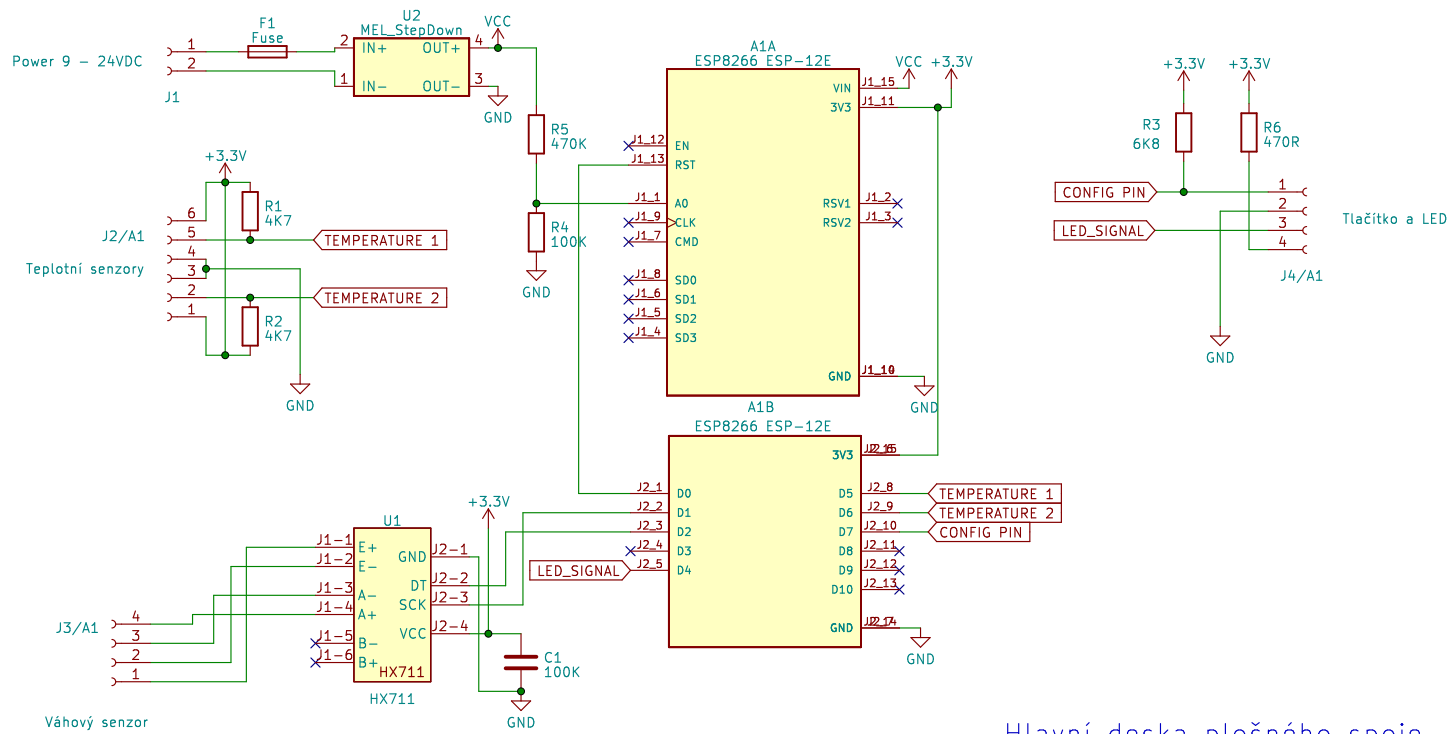 Power 9 – 24VDC
1
2
J1
F1
Fuse
U2
MEL_StepDown
2
IN+
OUT+
4
1
IN-
OUT-
3
VCC
GND
R5
470K
R4
100K
GND
+3.3V
R1
4K7
6
5
4
3
2
1
J2/A1
Teplotní senzory
TEMPERATURE 1
TEMPERATURE 2
R2
4K7
GND
A1A
ESP8266 ESP-12E
J1_12
EN
J1_13
RST
J1_1
A0
J1_9
CLK
J1_7
CMD
J1_8
SD0
J1_6
SD1
J1_5
SD2
J1_4
SD3
VIN
J1_15
3V3
J1_11
RSV1
J1_2
RSV2
J1_3
GND
VCC
+3.3V
GND
A1B
ESP8266 ESP-12E
J2_1
D0
J2_2
D1
J2_3
D2
J2_4
D3
J2_5
D4
LED_SIGNAL
3V3
D5
J2_8
TEMPERATURE 1
D6
J2_9
TEMPERATURE 2
D7
J2_10
CONFIG PIN
D8
J2_11
D9
J2_12
D10
J2_13
GND
GND
+3.3V
R3
6K8
+3.3V
R6
470R
CONFIG PIN
LED_SIGNAL
1
2
3
4
Tlačítko a LED
J4/A1
GND
+3.3V
U1
J1-1
E+
J1-2
E-
J1-3
A-
J1-4
A+
J1-5
B-
J1-6
B+
GND
J2-1
DT
J2-2
SCK
J2-3
VCC
J2-4
HX711
HX711
C1
100K
GND
J3/A1
4
3
2
1
Váhový senzor
Hlavní deska plošného spoje